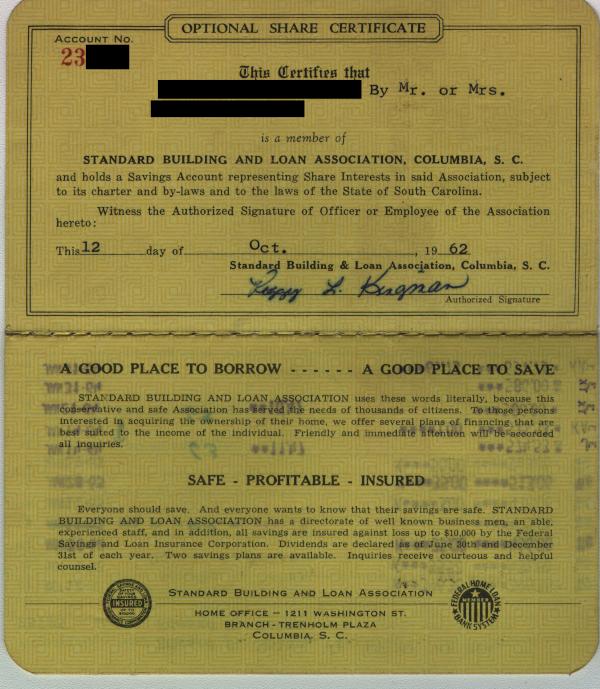 OPTIONAL SHARE CERTIFICATE
ACCOUNT NO.
23
This Certifies that
By Mr. or Mrs.
is a member of
STANDARD BUILDING AND LOAN ASSOCIATION, COLUMBIA, S. C.
and holds a Savings Account representing Share Interests in said Association, subject
to its charter and by-laws and to the laws of the State of South Carolina.
Witness the Authorized Signature of Officer or Employee of the Association
hereto:
This 12 day of Oct. , 19 62
Standard Building & Loan Association, Columbia, S. C.
Peggy L. Kingman
Authorized Signature
A GOOD PLACE TO BORROW - - - - - - A GOOD PLACE TO SAVE
STANDARD BUILDING AND LOAN ASSOCIATION uses these words literally, because this
conservative and safe Association has served the needs of thousands of citizens. To those persons
interested in acquiring the ownership of their home, we offer several plans of financing that are
best suited to the income of the individual. Friendly and immediate attention will be accorded
all inquiries.
SAFE - PROFITABLE - INSURED
Everyone should save. And everyone wants to know that their savings are safe. STANDARD
BUILDING AND LOAN ASSOCIATION has a directorate of well known business men, an able,
experienced staff, and in addition, all savings are insured against loss up to $10,000 by the Federal
Savings and Loan Insurance Corporation. Dividends are declared as of June 30th and December
31st of each year. Two savings plans are available. Inquiries receive courteous and helpful
counsel.
INSURED
STANDARD BUILDING AND LOAN ASSOCIATION
FEDERAL HOME LOAN BANK SYSTEM
HOME OFFICE — 1211 WASHINGTON ST.
BRANCH - TRENHOLM PLAZA
COLUMBIA, S. C.